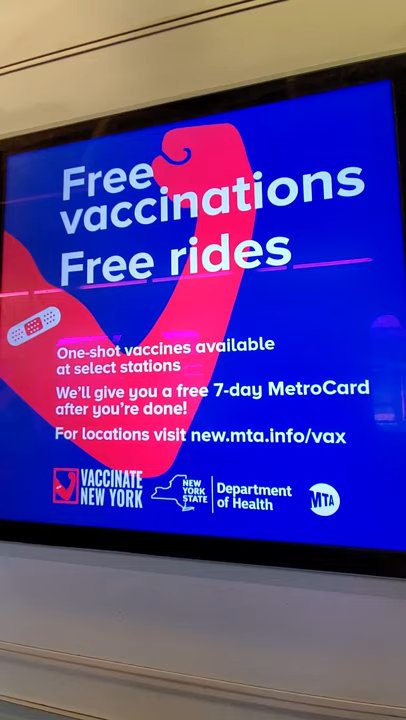 Free
vaccinations
Free rides
One-shot vaccines available
at select stations
We'll give you a free 7-day MetroCard
after you're done!
For locations visit new.mta.info/vax
VACCINATE
NEW YORK
NEW
YORK
STATE
Department
of Health
MTA